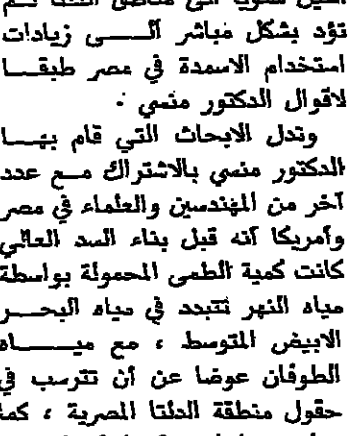 تؤد بشكل مباشر الى زيادات
استخدام الاسمدة في مصر طبقا
لاقوال الدكتور منسي .
وتدل الابحاث التي قام بها
الدكتور منسي بالاشتراك مع عدد
آخر من المهندسين والعلماء في مصر
وأمريكا أنه قبل بناء السد العالي
كانت كمية الطمى المحمولة بواسطة
مياه النهر تتبدد في مياه البحر
الابيض المتوسط ، مع مياه
الطوفان عوضا عن أن تترسب في
حقول منطقة الدلتا المصرية ، كما